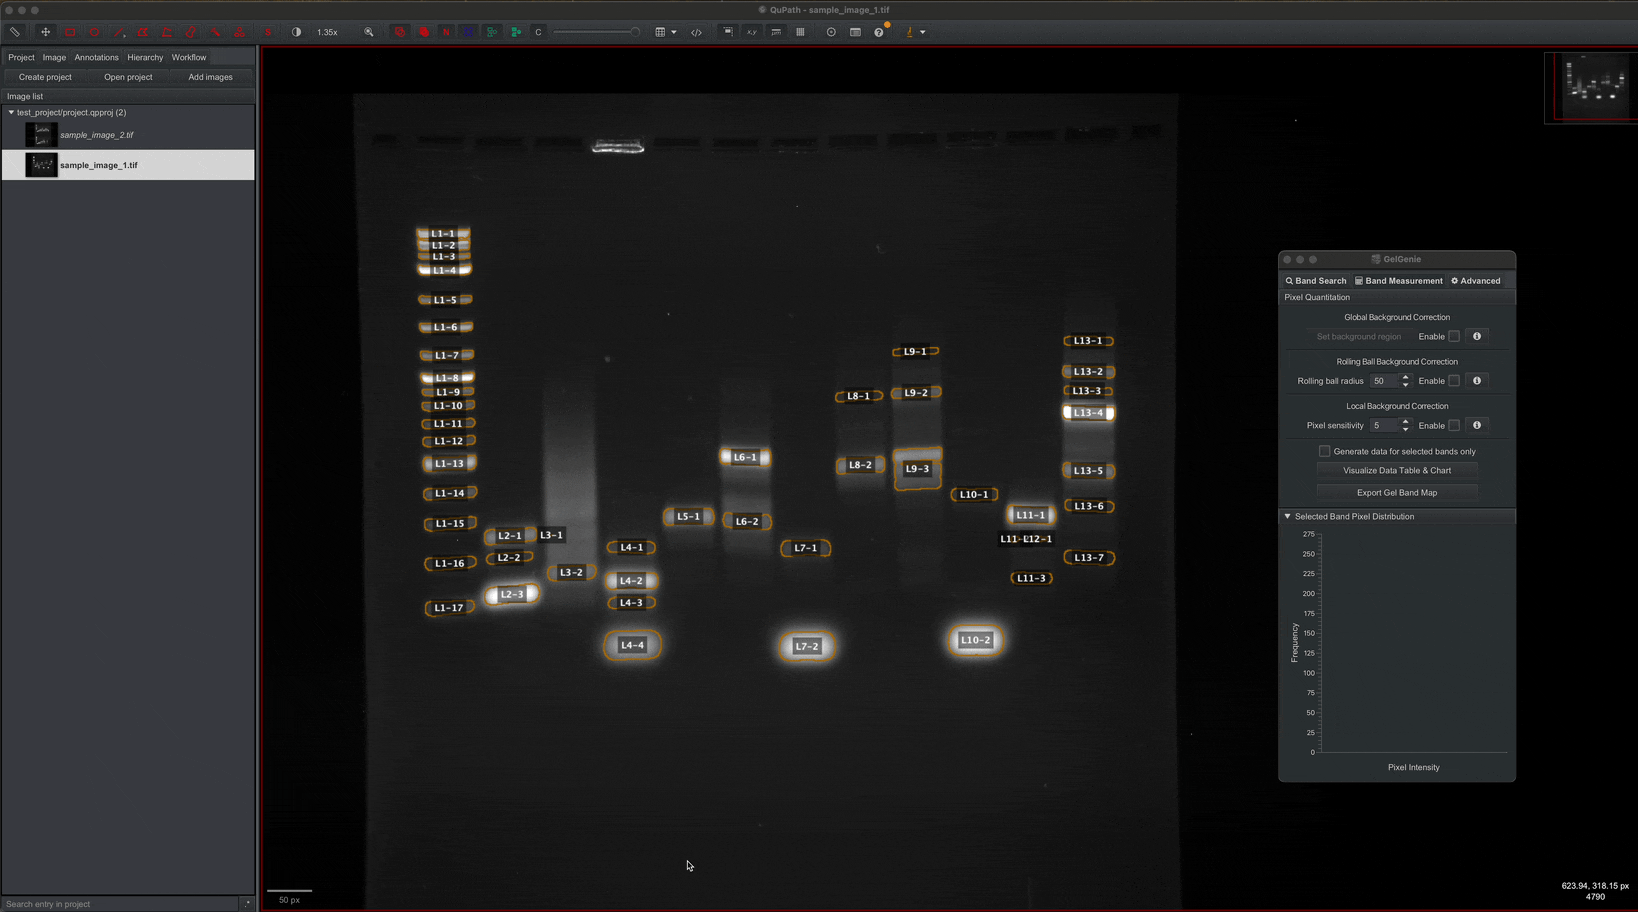 QuPath - sample_image_1.tif
1.35x
C
x,y
Project Image Annotations Hierarchy Workflow
Create project Open project Add images
Image list
test_project/project.qpproj (2)
sample_image_2.tif
sample_image_1.tif
Search entry in project
.*
L1-1
L1-2
L1-3
L1-4
L1-5
L1-6
L1-7
L1-8
L1-9
L1-10
L1-11
L1-12
L1-13
L1-14
L1-15
L1-16
L1-17
L2-1
L2-2
L2-3
L3-1
L3-2
L4-1
L4-2
L4-3
L4-4
L5-1
L6-1
L6-2
L7-1
L7-2
L8-1
L8-2
L9-1
L9-2
L9-3
L10-1
L10-2
L11-1
L12-1
L11-3
L13-1
L13-2
L13-3
L13-4
L13-5
L13-6
L13-7
50 px
GelGenie
Band Search Band Measurement Advanced
Pixel Quantitation
Global Background Correction
Set background region Enable
Rolling Ball Background Correction
Rolling ball radius 50 Enable
Local Background Correction
Pixel sensitivity 5 Enable
Generate data for selected bands only
Visualize Data Table & Chart
Export Gel Band Map
Selected Band Pixel Distribution
275
250
225
200
175
150
125
100
75
50
25
0
Frequency
Pixel Intensity
623.94, 318.15 px
4790